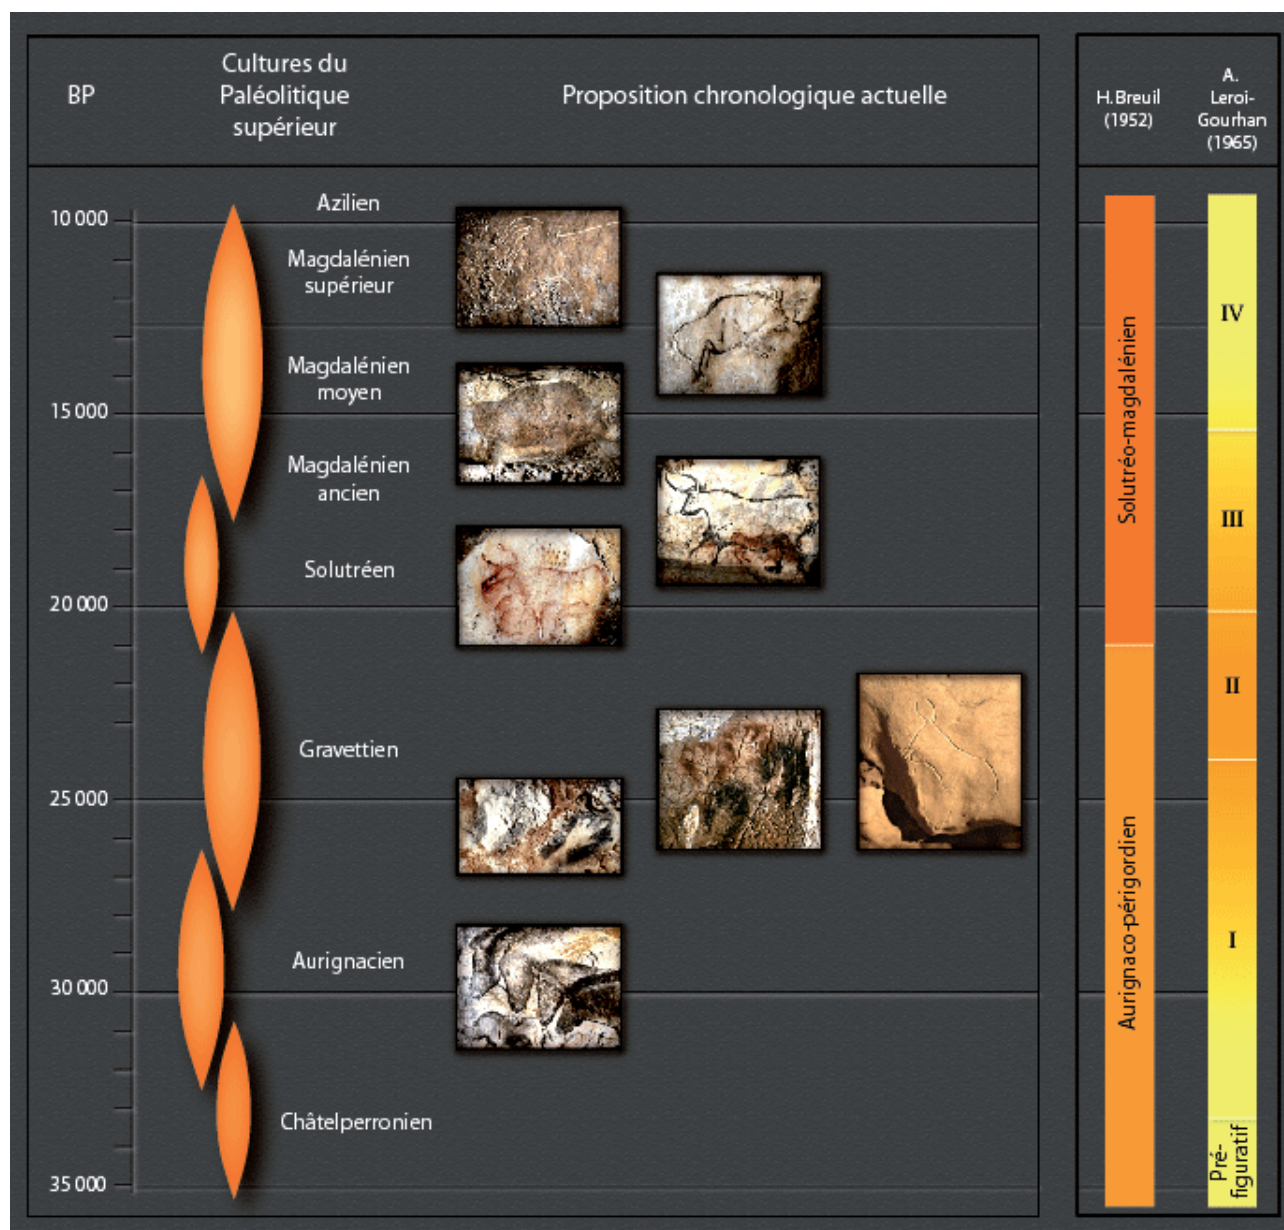 BP
Cultures du
Paléolitique
supérieur
Proposition chronologique actuelle
H.Breuil
(1952)
A.
Leroi-
Gourhan
(1965)
10 000
15 000
20 000
25 000
30 000
35 000
Azilien
Magdalénien
supérieur
Magdalénien
moyen
Magdalénien
ancien
Solutréen
Gravettien
Aurignacien
Châtelperronien
Solutréo-magdalénien
Aurignaco-périgordien
IV
III
II
I
Pré-
figuratif